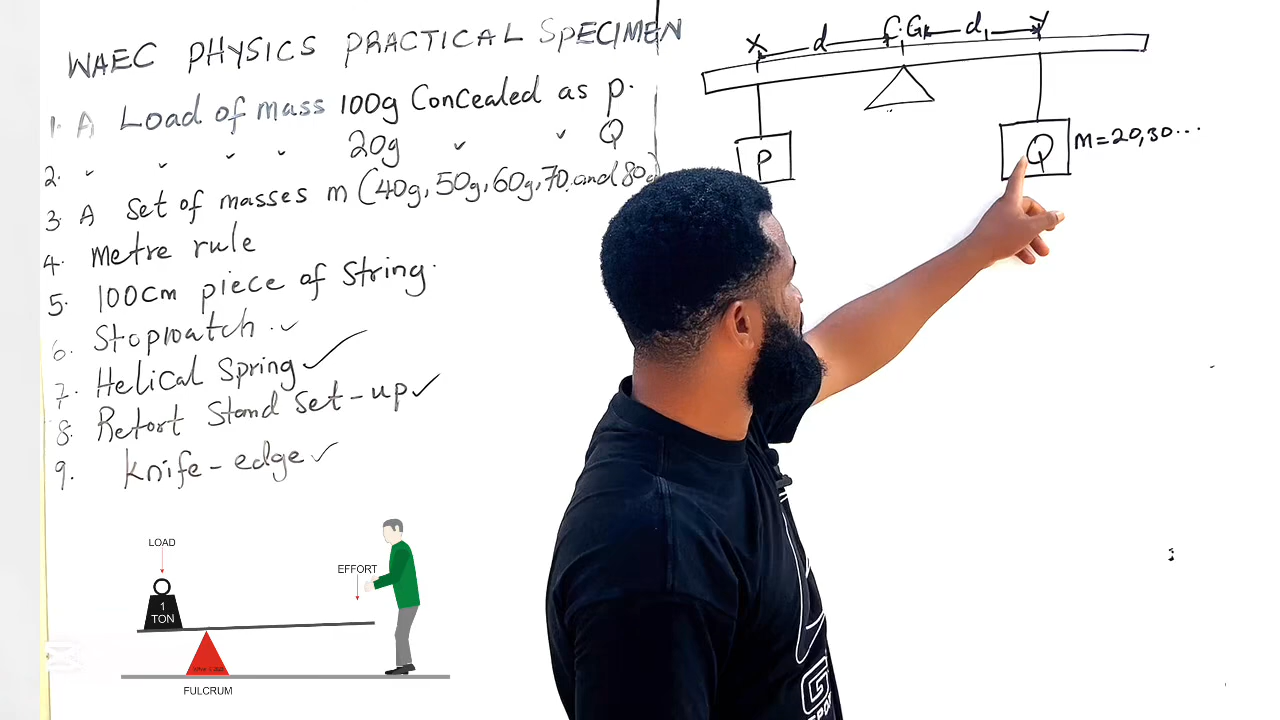 WAEC PHYSICS PRACTICAL SPECIMEN
1. A Load of mass 100g Concealed as p.
2. " " " " 20g " " Q
3. A set of masses m (40g, 50g, 60g, 70. and 80g)
4. Metre rule
5. 100cm piece of String.
6. Stopwatch.
7. Helical Spring
8. Retort Stand set-up
9. knife-edge
X d C.G d₁ Y
P
Q
M=20,30...
LOAD
1
TON
EFFORT
FULCRUM
G